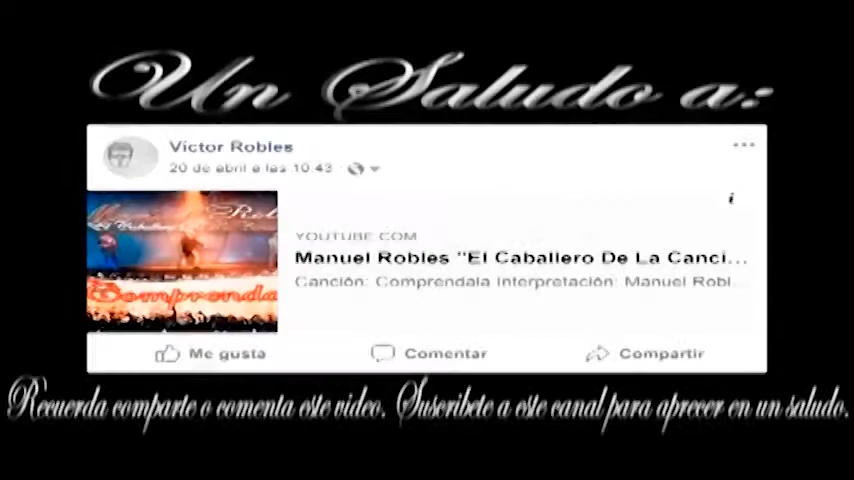 Un Saludo a:
Victor Robles
20 de abril a las 10:43
YOUTUBE.COM
Manuel Robles "El Caballero De La Canci...
Canción: Comprendala Interpretación: Manuel Robl...
Comprenda
Me gusta Comentar Compartir
Recuerda comparte o comenta este video. Suscribete a este canal para aprecer en un saludo.